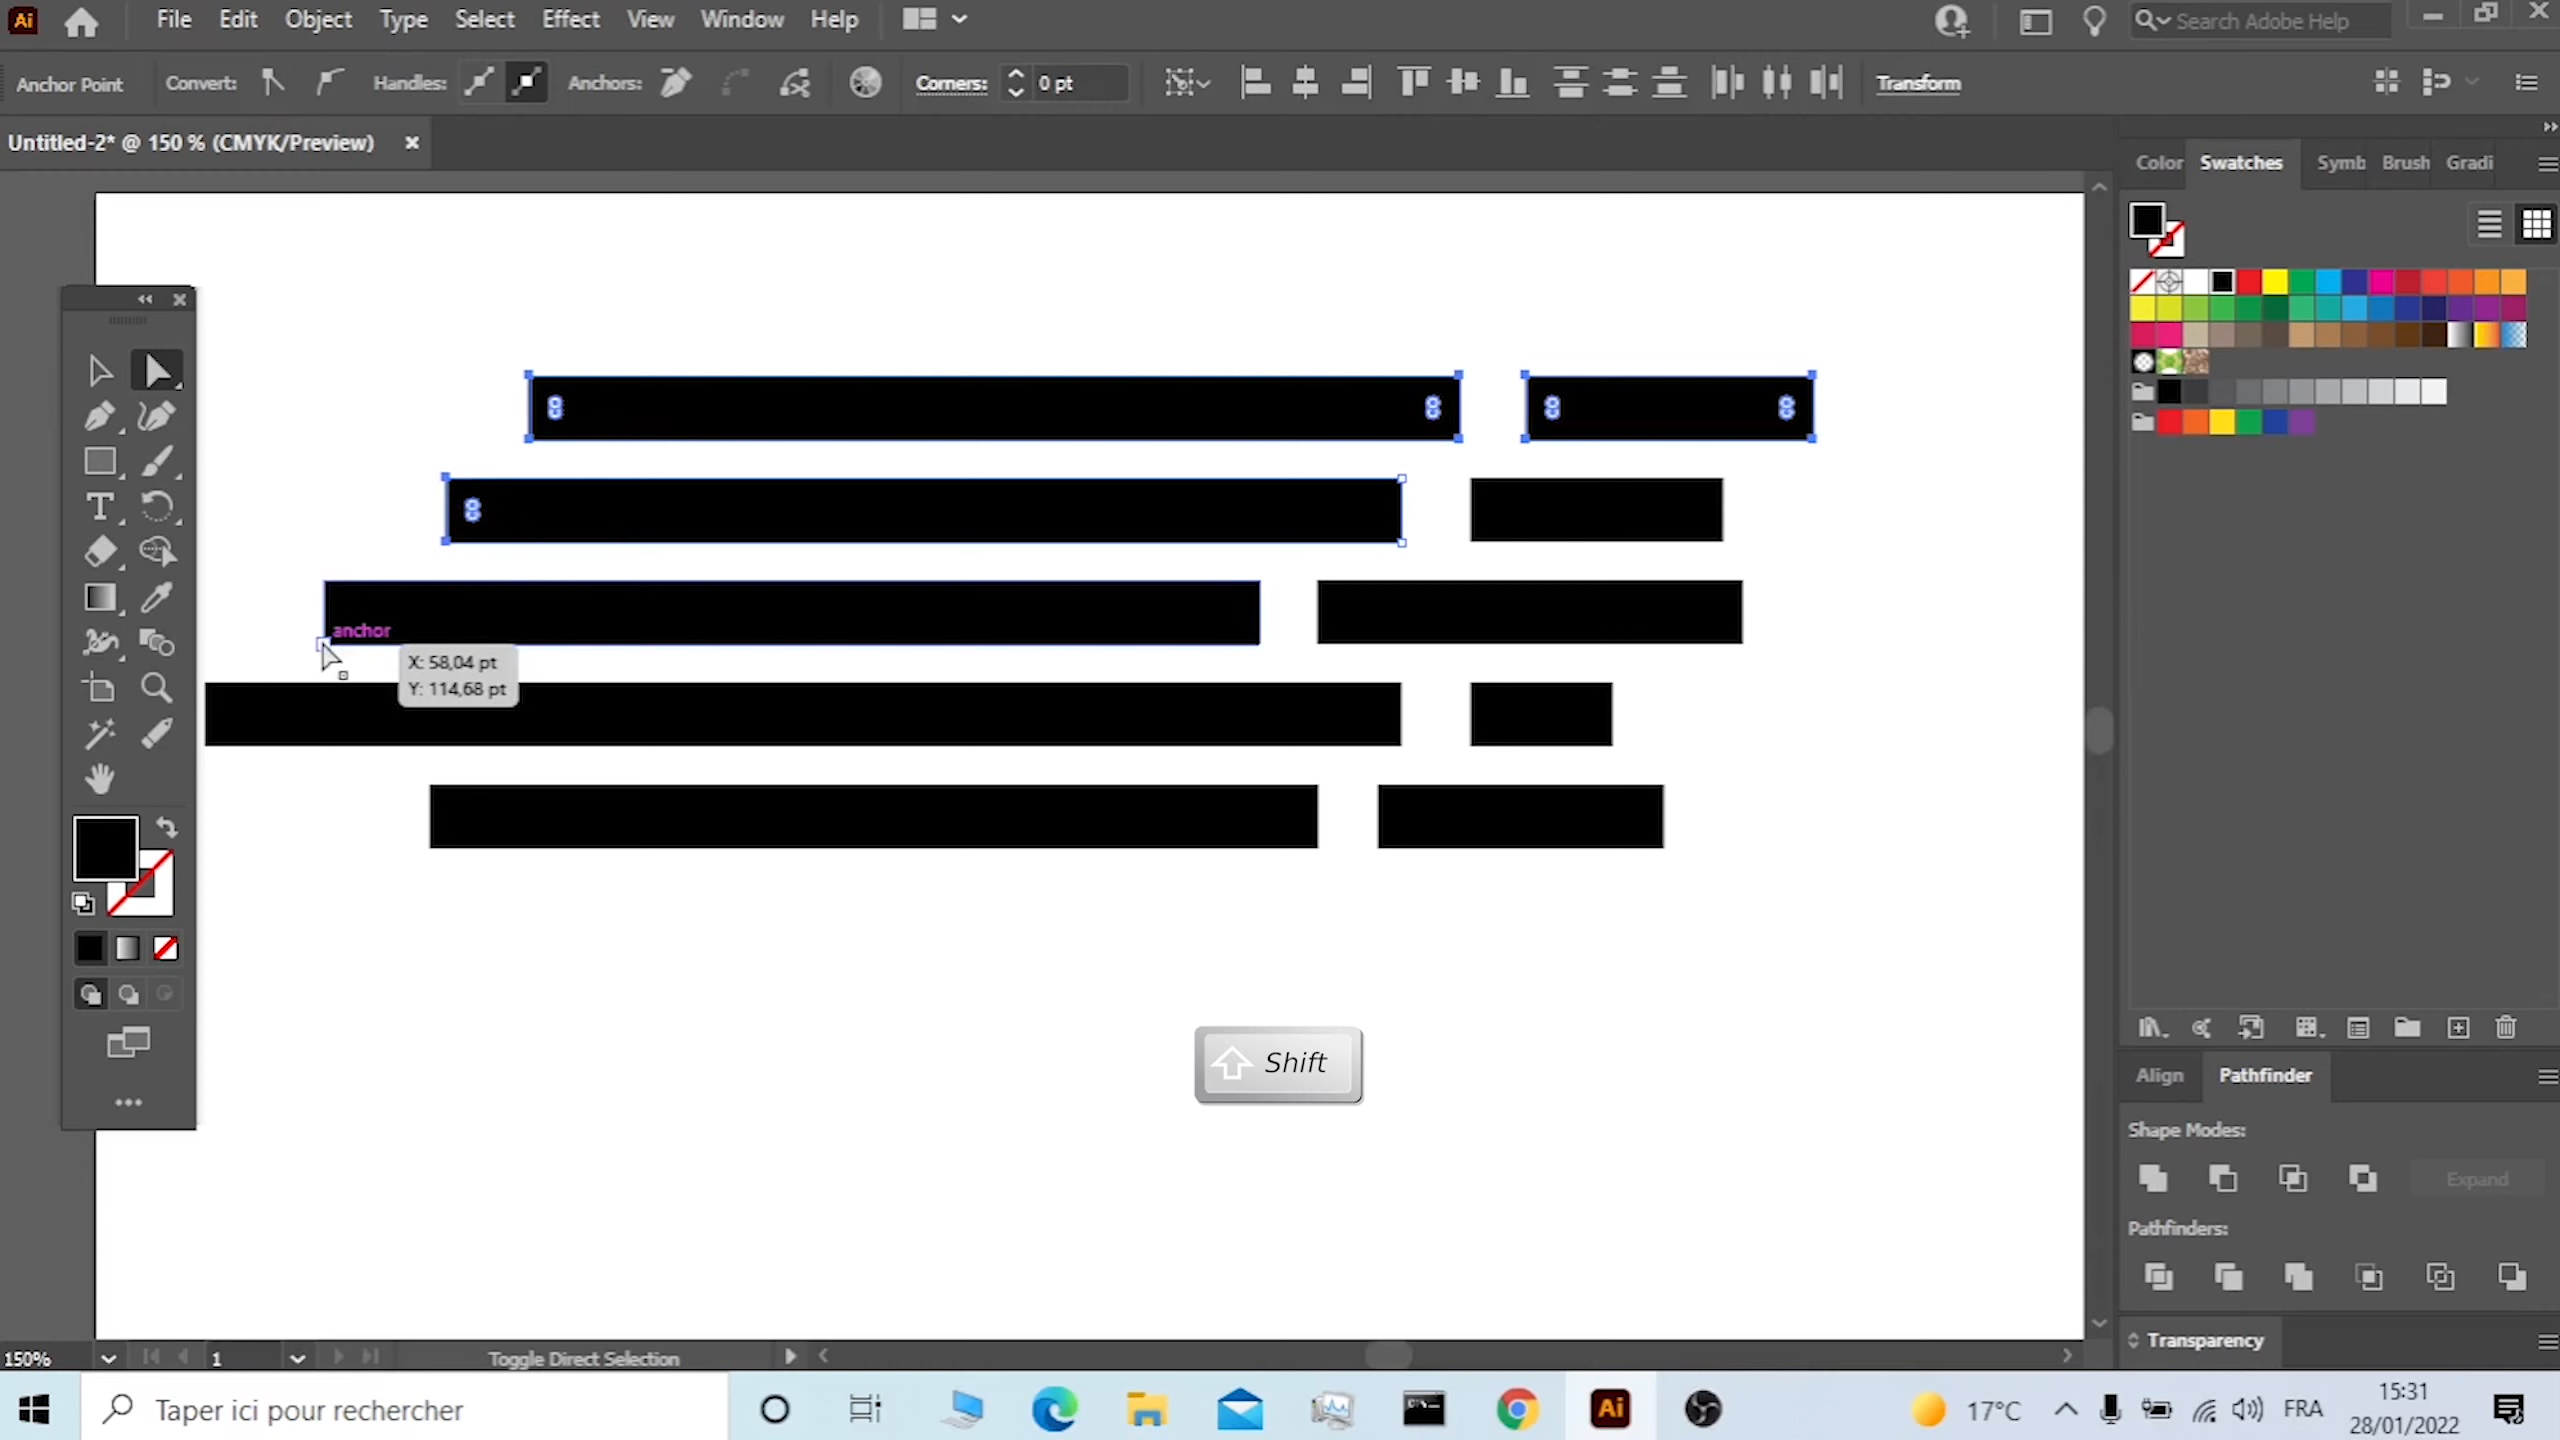 Ai File Edit Object Type Select Effect View Window Help Search Adobe Help
Anchor Point Convert: Handles: Anchors: Corners: 0 pt Transform
Untitled-2* @ 150 % (CMYK/Preview)
Color Swatches Symb Brush Gradi
T
anchor
X: 58,04 pt
Y: 114,68 pt
Shift
Align Pathfinder
Shape Modes:
Expand
Pathfinders:
Transparency
150% 1 Toggle Direct Selection
Taper ici pour rechercher
Ai
17°C
FRA
15:31
28/01/2022